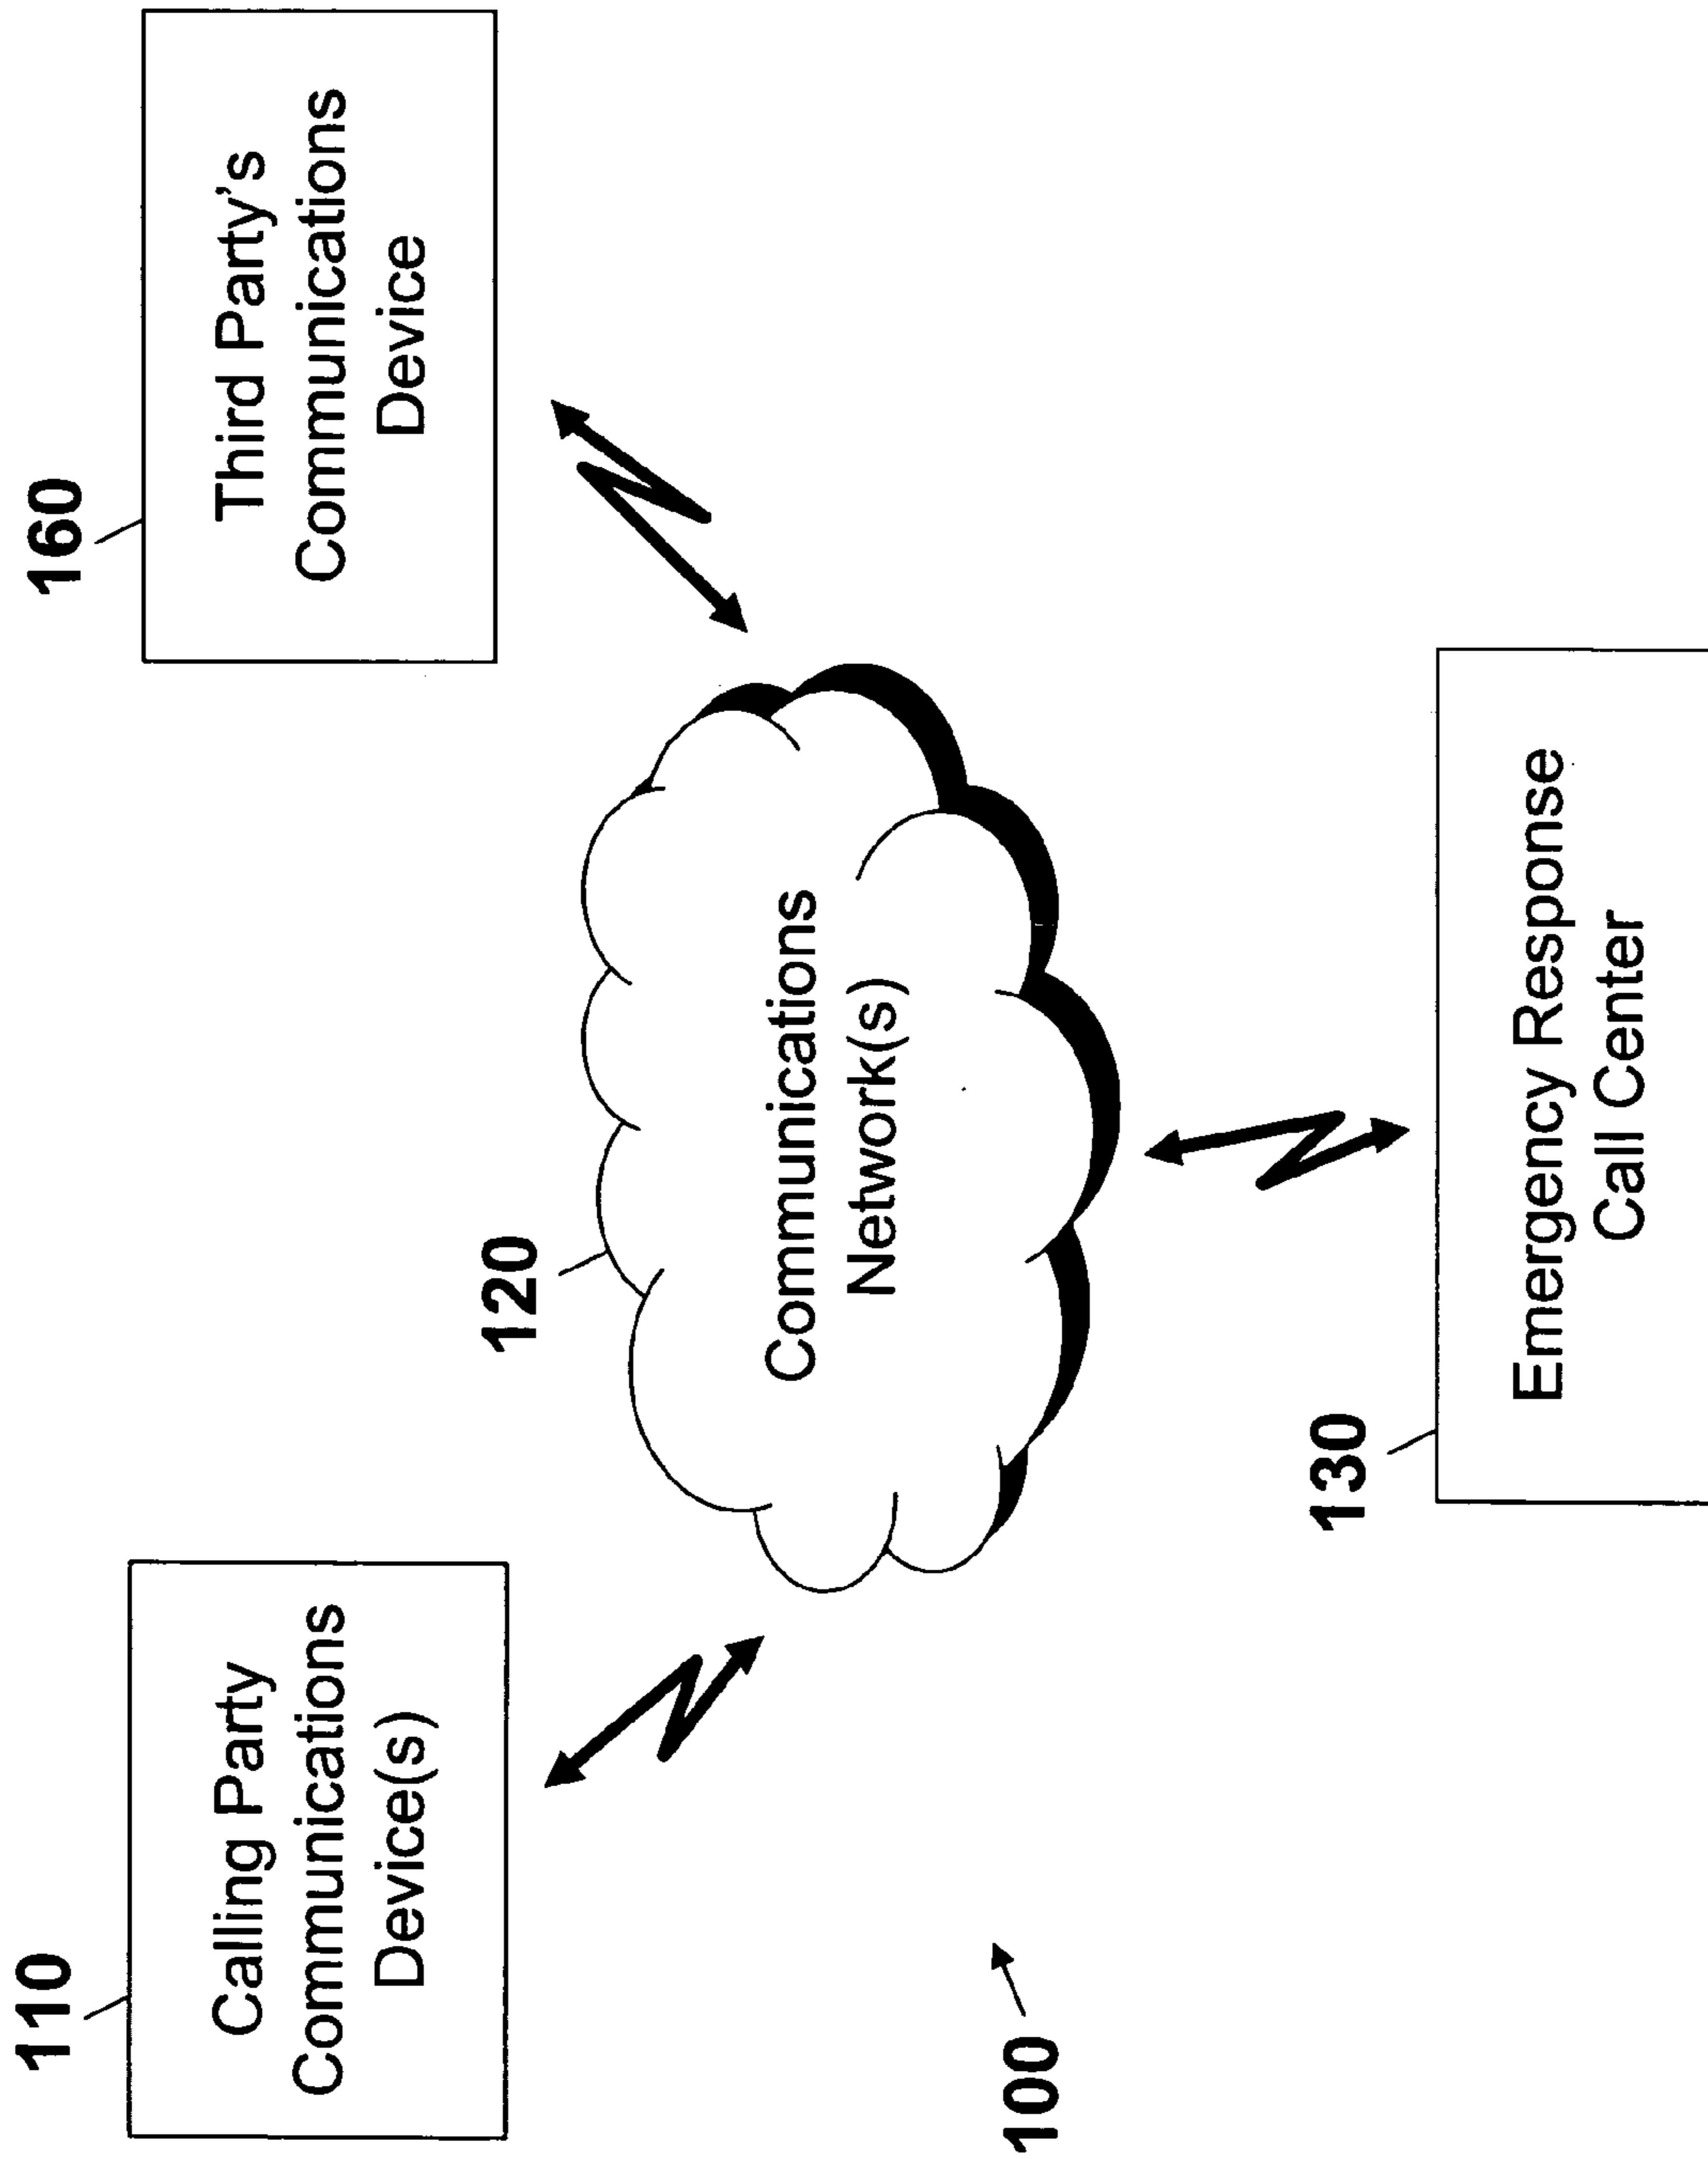 110
Calling Party
Communications
Device(s)
160
Third Party's
Communications
Device
120
Communications
Network(s)
130
Emergency Response
Call Center
100